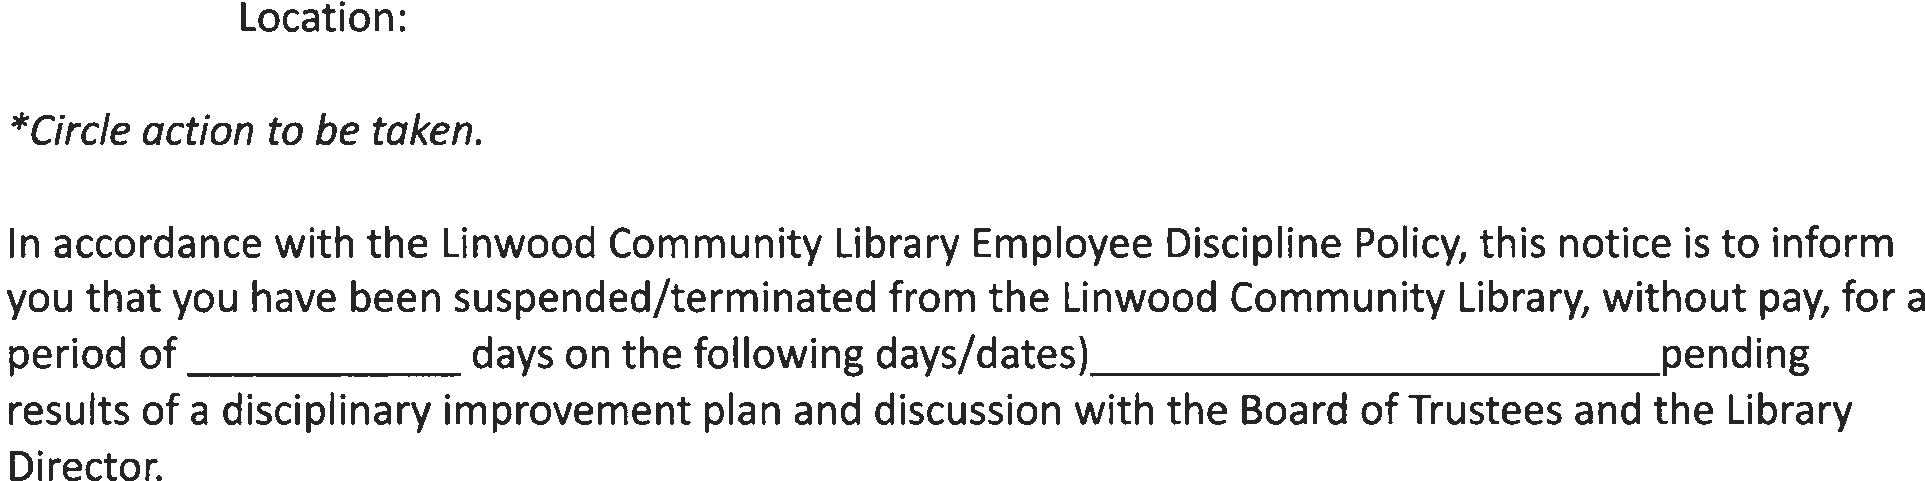 Location:
*Circle action to be taken.
In accordance with the Linwood Community Library Employee Discipline Policy, this notice is to inform
you that you have been suspended/terminated from the Linwood Community Library, without pay, for a
period of _____________ days on the following days/dates)___________________________pending
results of a disciplinary improvement plan and discussion with the Board of Trustees and the Library
Director.